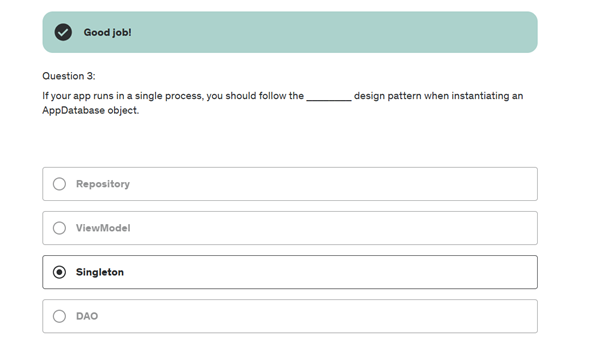 Good job!
Question 3:
If your app runs in a single process, you should follow the _________ design pattern when instantiating an
AppDatabase object.
Repository
ViewModel
Singleton
DAO